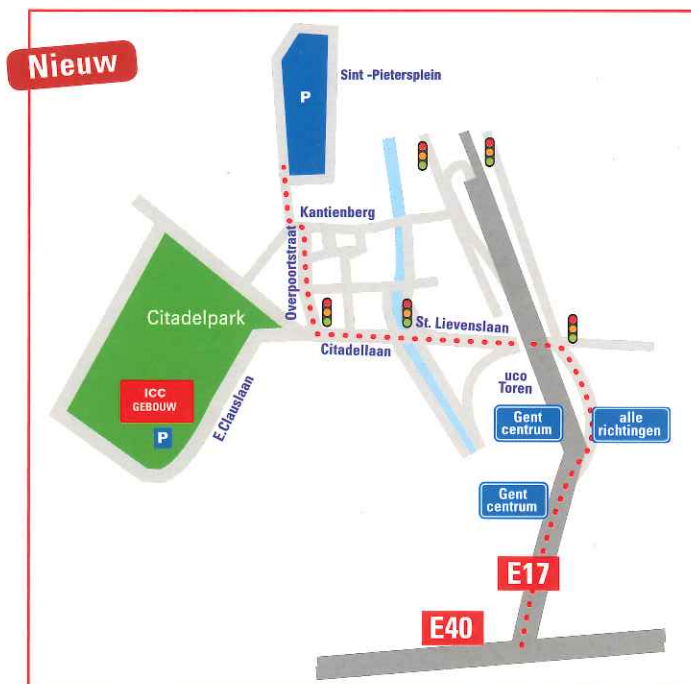 Nieuw
P
Sint -Pietersplein
Kantienberg
Overpoortstraat
Citadelpark
St. Lievenslaan
Citadellaan
uco
Toren
ICC
GEBOUW
P
E.Clauslaan
Gent
centrum
alle
richtingen
Gent
centrum
E17
E40